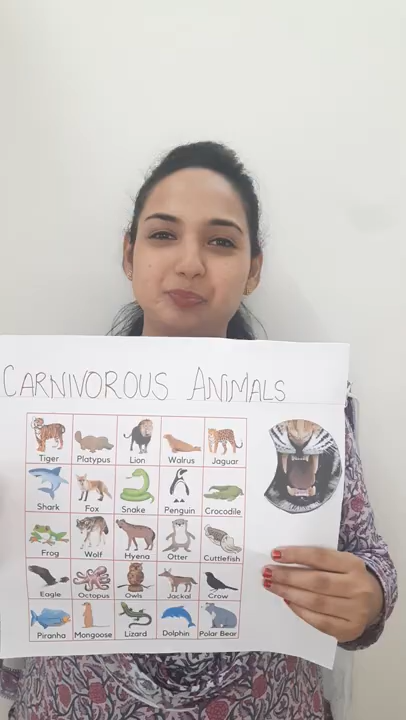 CARNIVOROUS ANIMALS
Tiger Platypus Lion Walrus Jaguar
Shark Fox Snake Penguin Crocodile
Frog Wolf Hyena Otter Cuttlefish
Eagle Octopus Owls Jackal Crow
Piranha Mongoose Lizard Dolphin Polar Bear